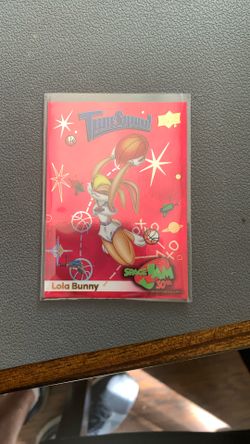 Tune Squad
Lola Bunny
SPACE JAM
30th